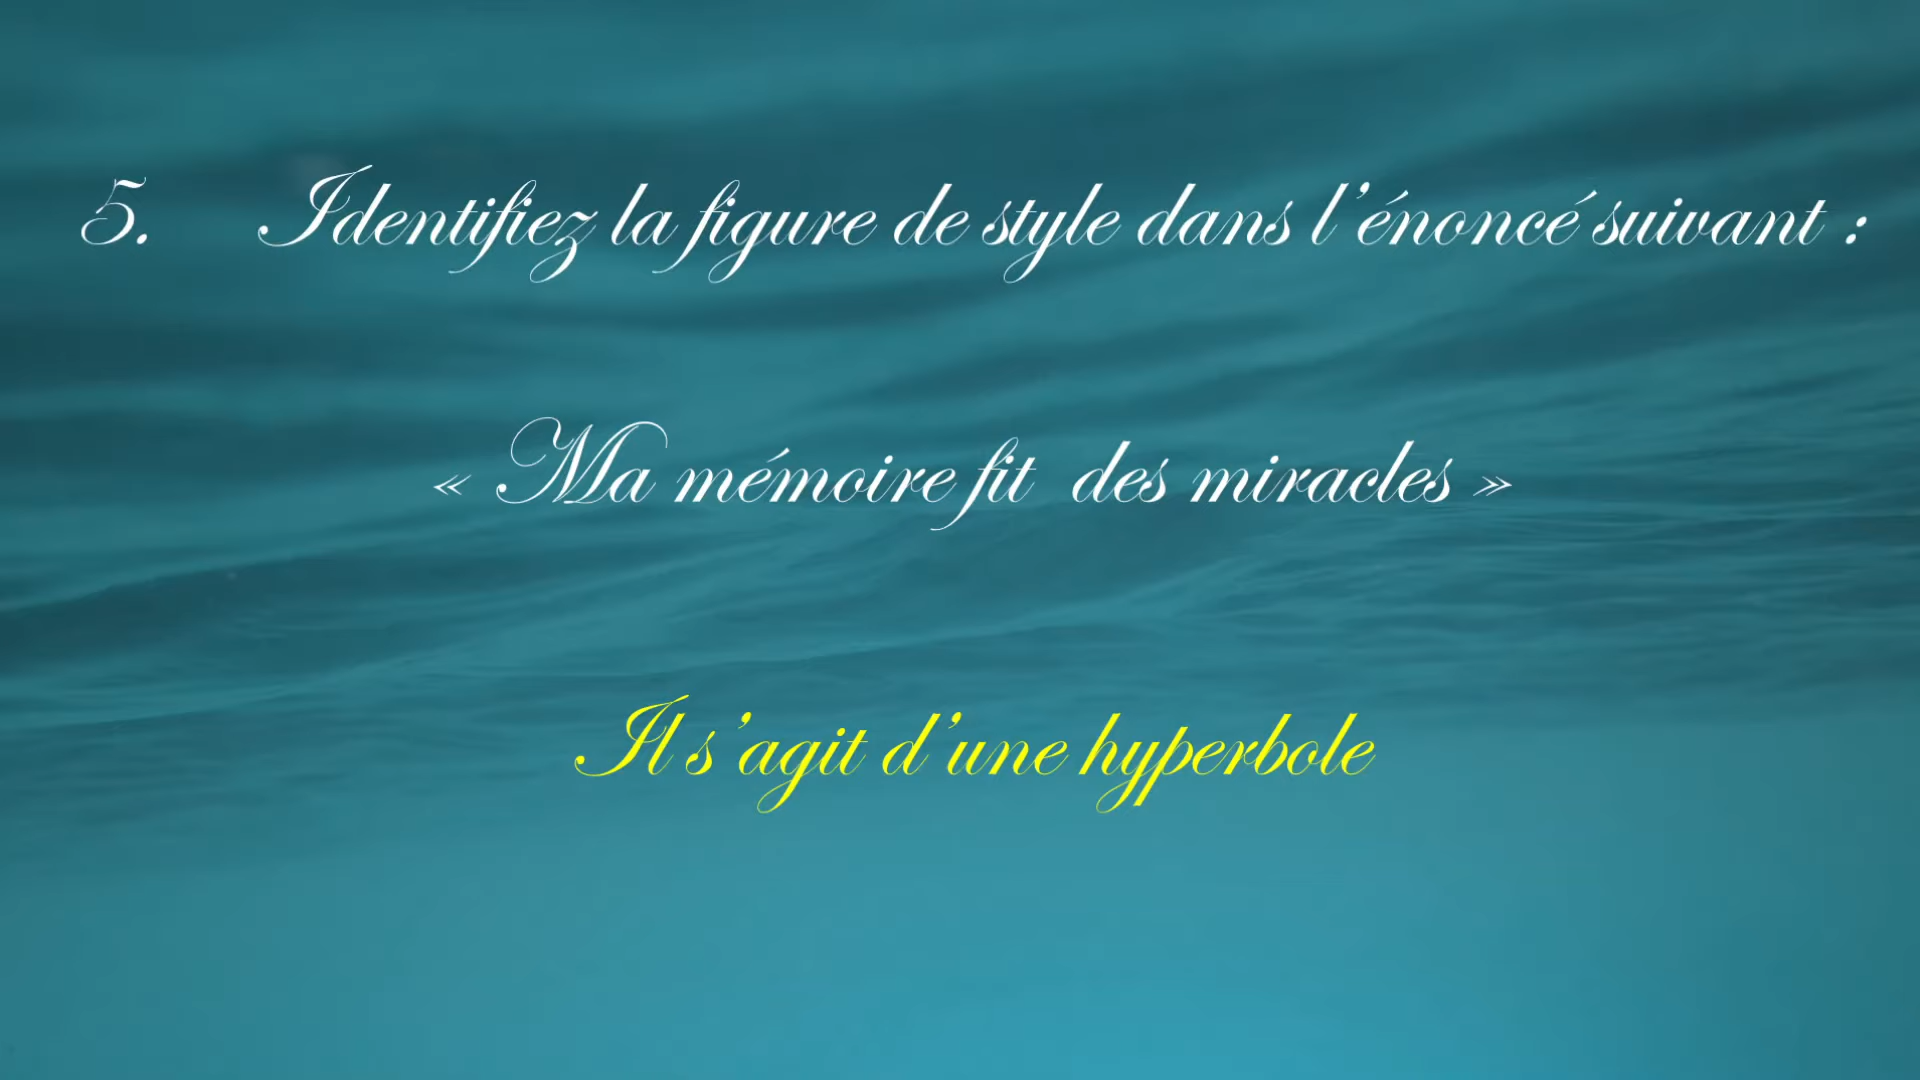 5. Identifiez la figure de style dans l’énoncé suivant :
« Ma mémoire fit des miracles »
Il s’agit d’une hyperbole